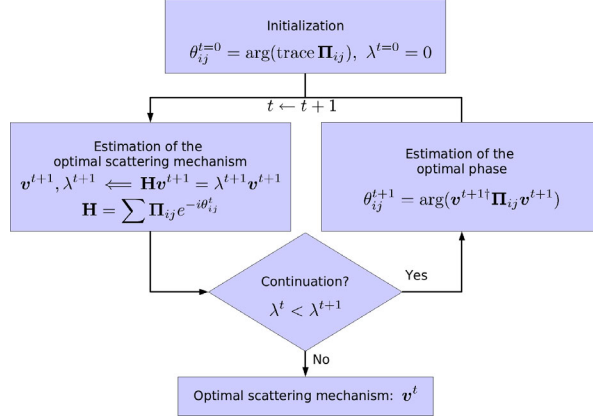 Initialization
θ_{ij}^{t=0} = arg(trace Π_{ij}), λ^{t=0} = 0
t ← t + 1
Estimation of the
optimal scattering mechanism
v^{t+1}, λ^{t+1} ⟸ Hv^{t+1} = λ^{t+1}v^{t+1}
H = ∑ Π_{ij}e^{-iθ_{ij}^{t}}
Estimation of the
optimal phase
θ_{ij}^{t+1} = arg(v^{t+1†}Π_{ij}v^{t+1})
Continuation?
λ^{t} < λ^{t+1}
Yes
No
Optimal scattering mechanism: v^{t}